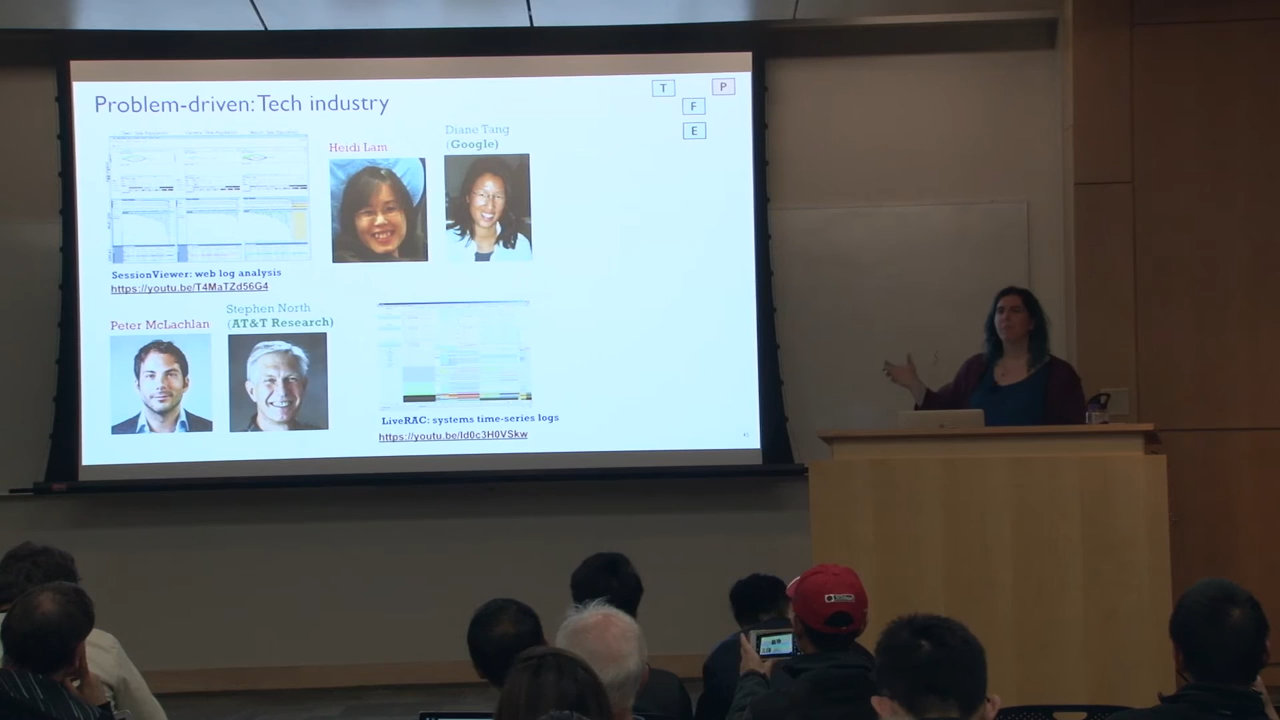 Problem-driven: Tech industry
T
P
F
E
Heidi Lam
Diane Tang
(Google)
SessionViewer: web log analysis
https://youtu.be/T4MaTZd56G4
Peter McLachlan
Stephen North
(AT&T Research)
LiveRAC: systems time-series logs
https://youtu.be/ld0c3H0VSkw